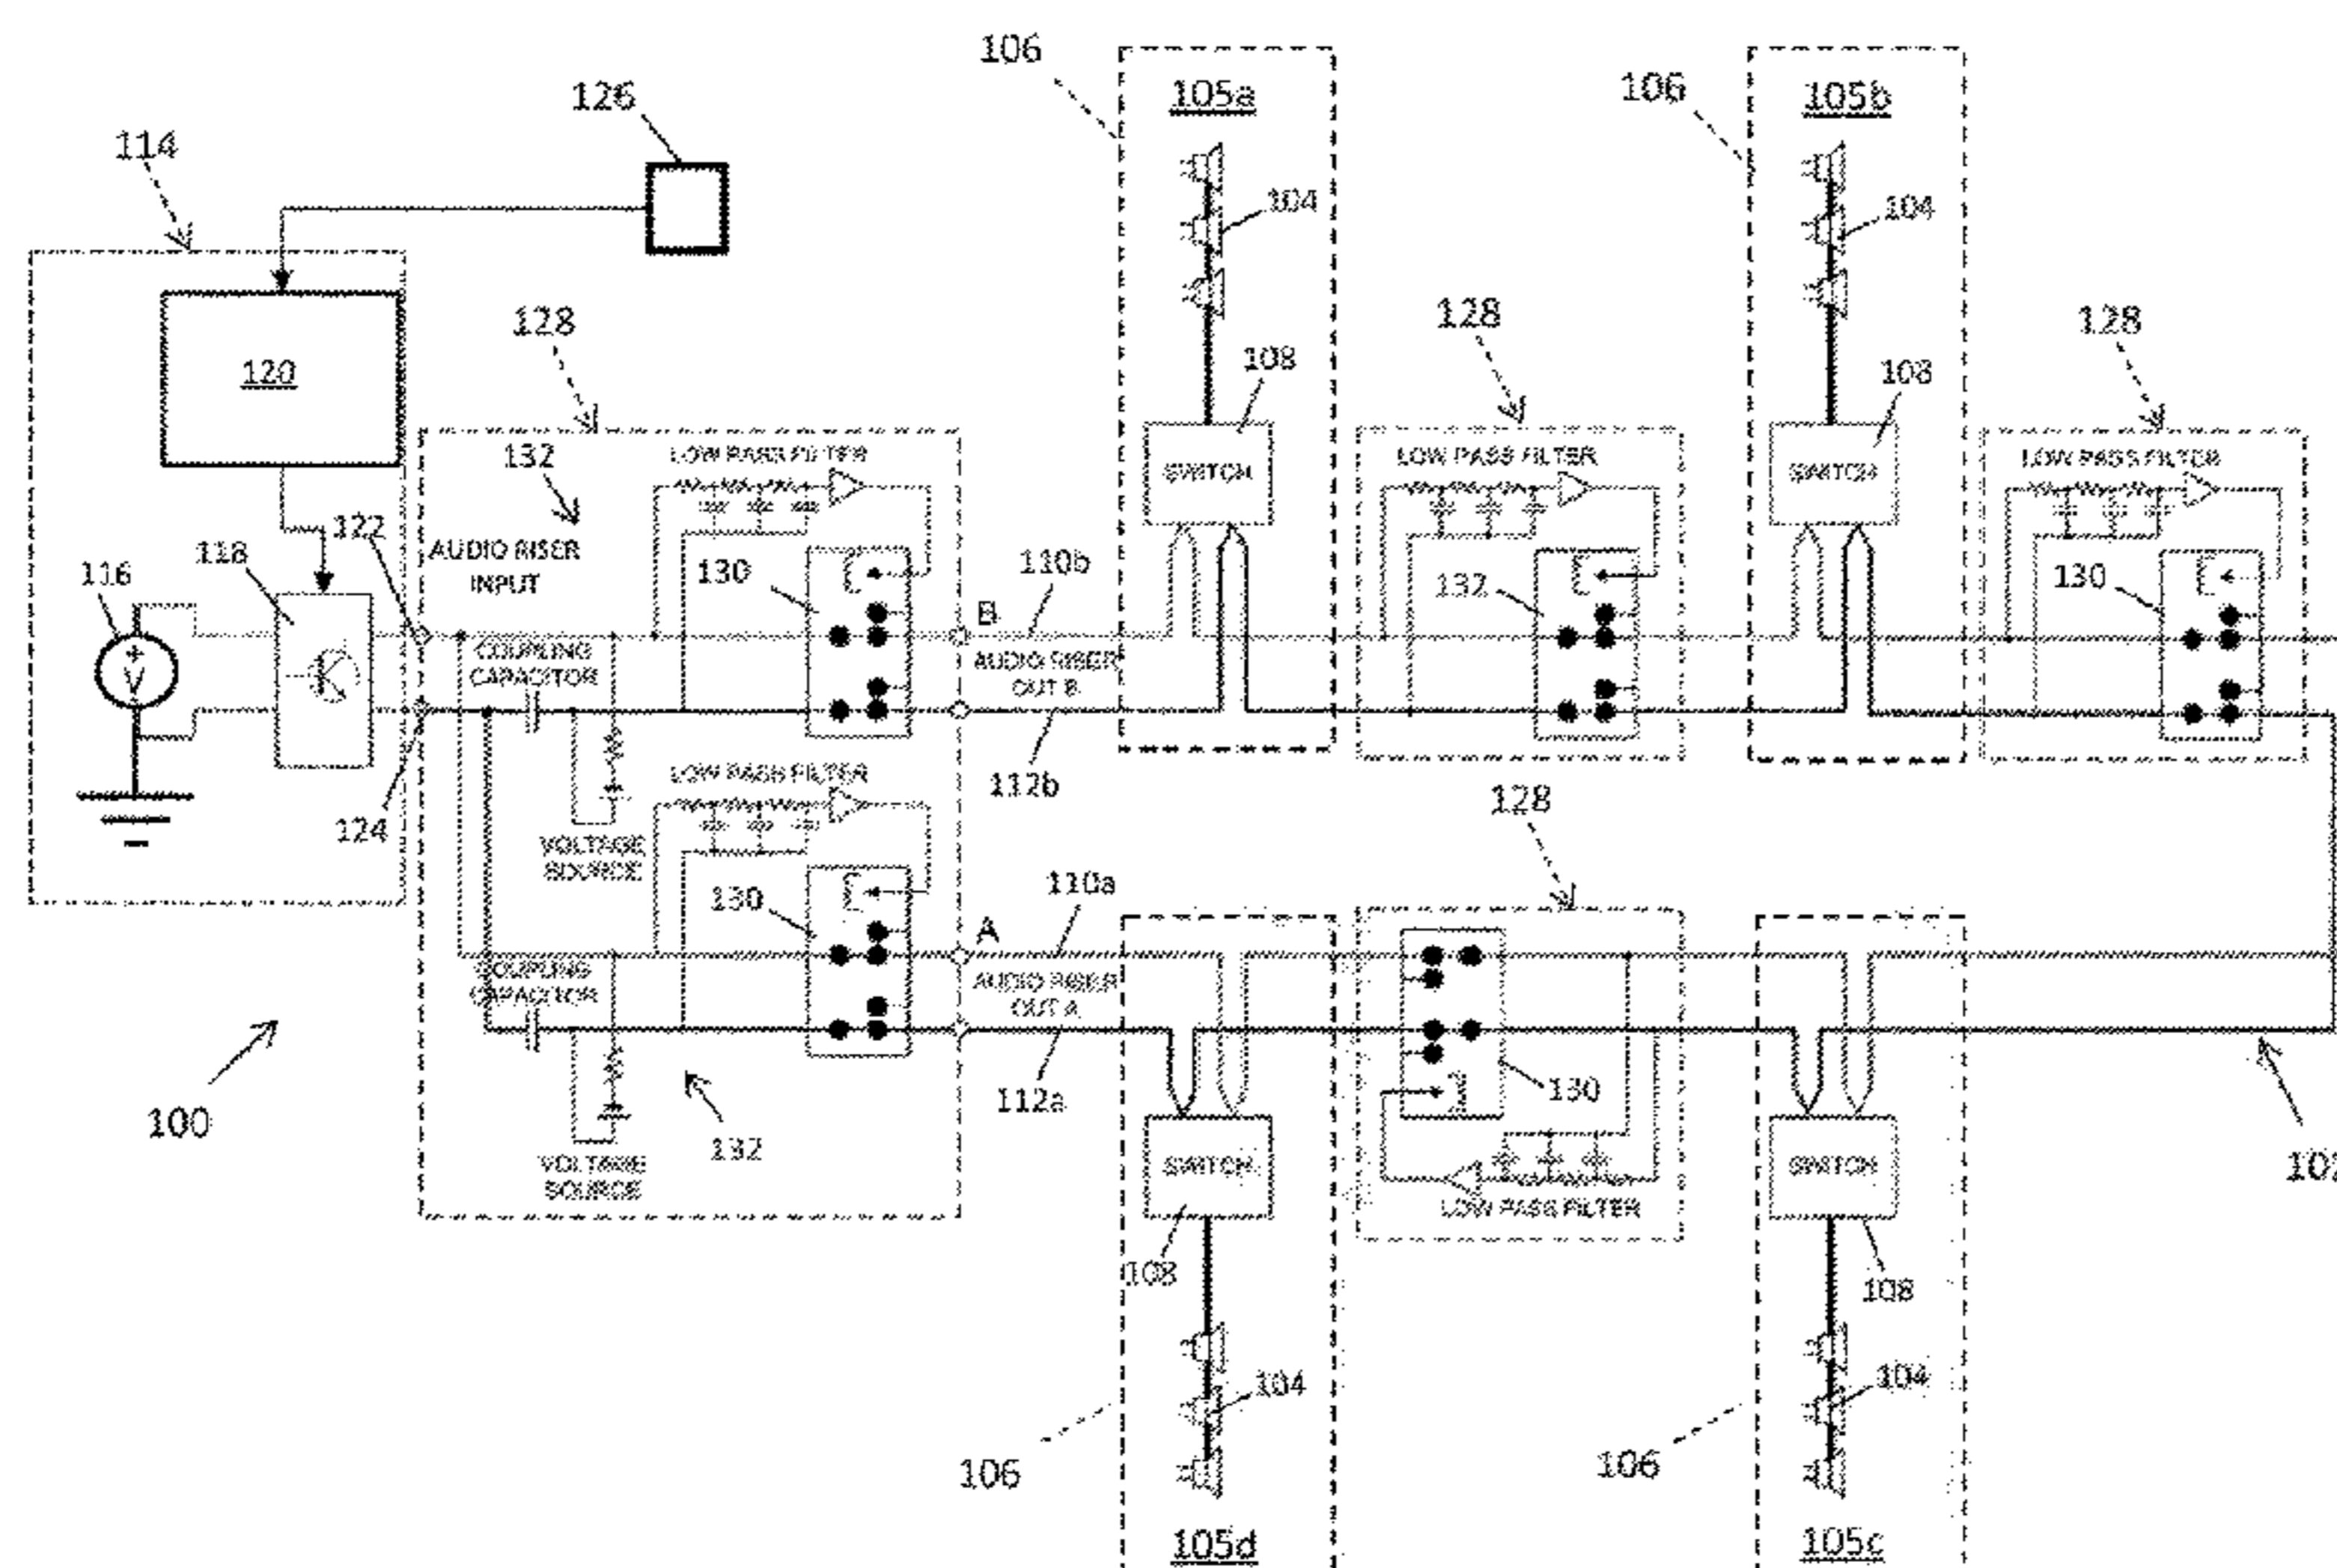 106
105a
106
105b
126
114
104
104
128
128
128
120
108
108
132
LOW PASS FILTER
LOW PASS FILTER
LOW PASS FILTER
SWITCH
SWITCH
122
118
AUDIO RISER
INPUT
116
130
110b
132
130
B
COUPLING
CAPACITOR
AUDIO RISER
OUT B
112b
124
LOW PASS FILTER
VOLTAGE
SOURCE
128
130
110a
A
COUPLING
CAPACITOR
AUDIO RISER
OUT A
100
112a
130
132
VOLTAGE
SOURCE
SWITCH
SWITCH
102
LOW PASS FILTER
108
108
104
104
106
106
105d
105c